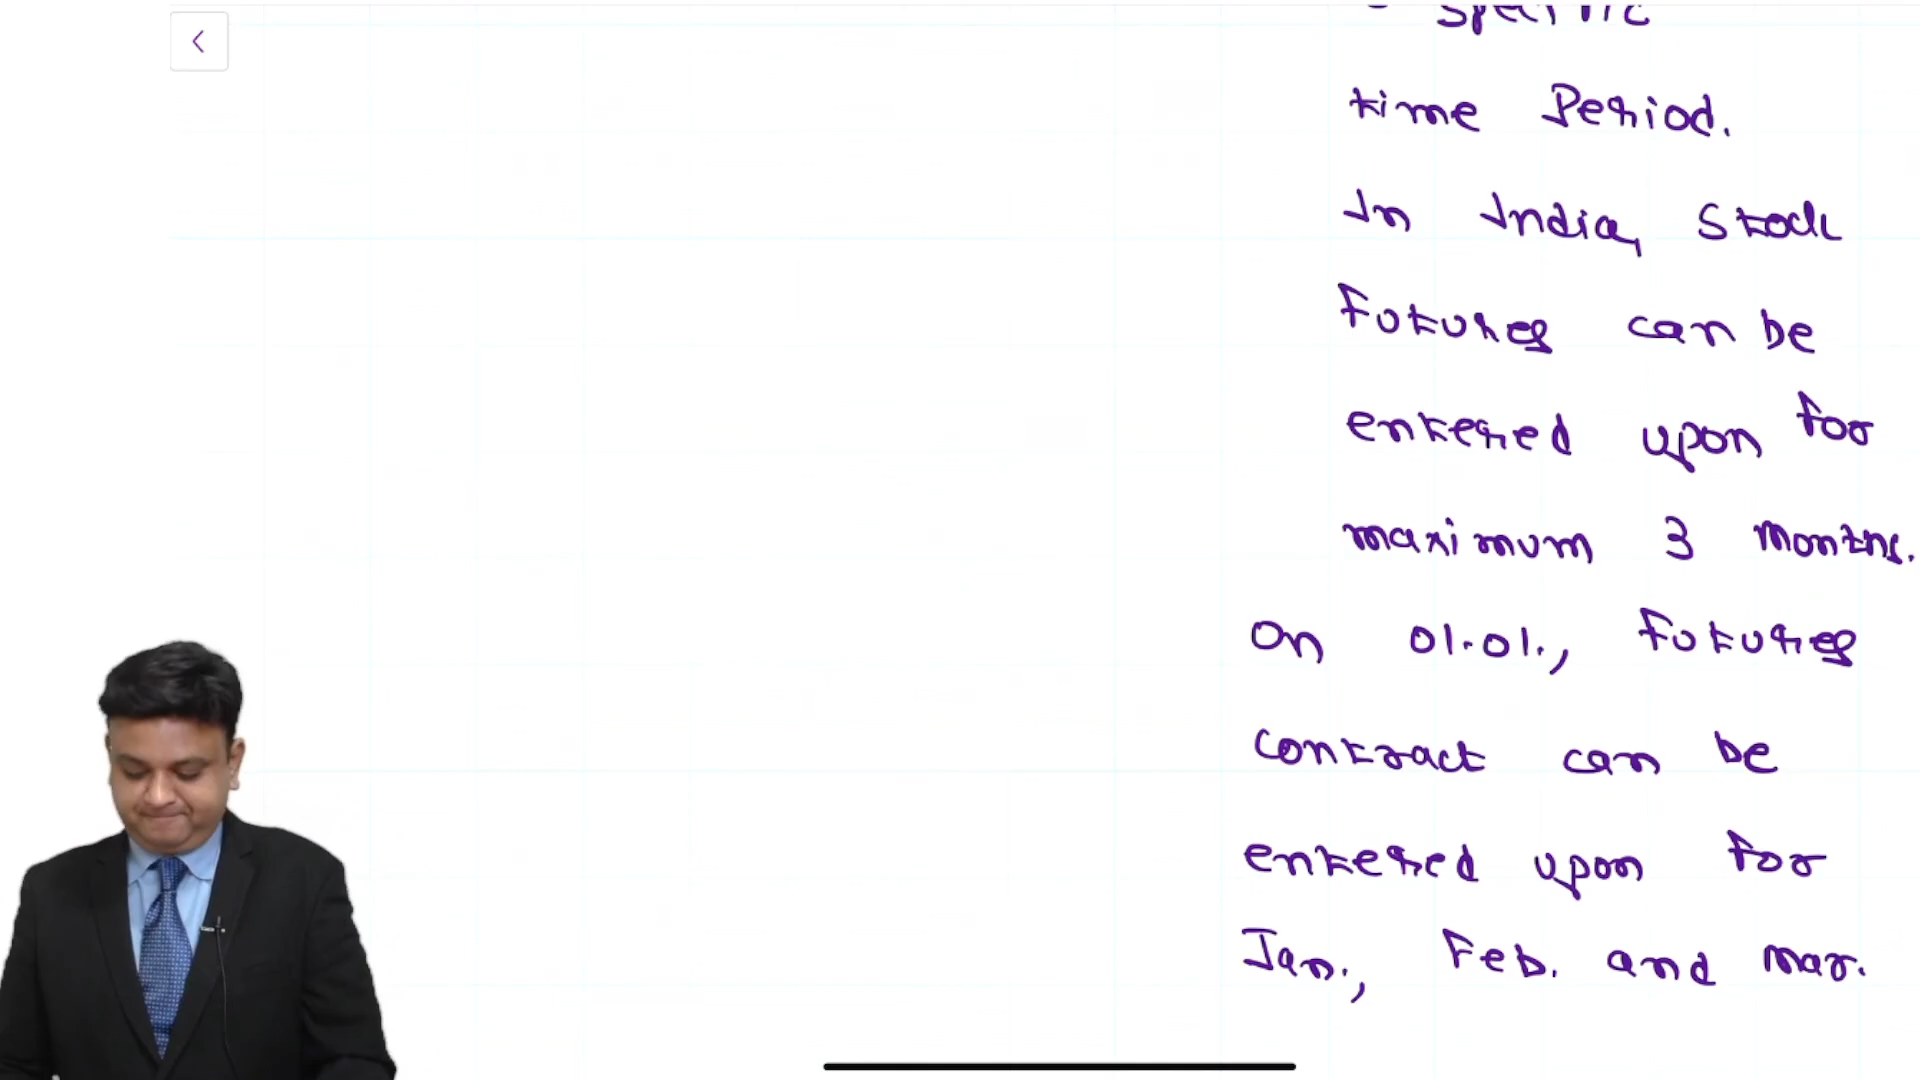 specific
time Period.
In India, Stock
Futures can be
entered upon for
maximum 3 months.
On 01.01., Futures
contract can be
entered upon for
Jan., Feb. and Mar.